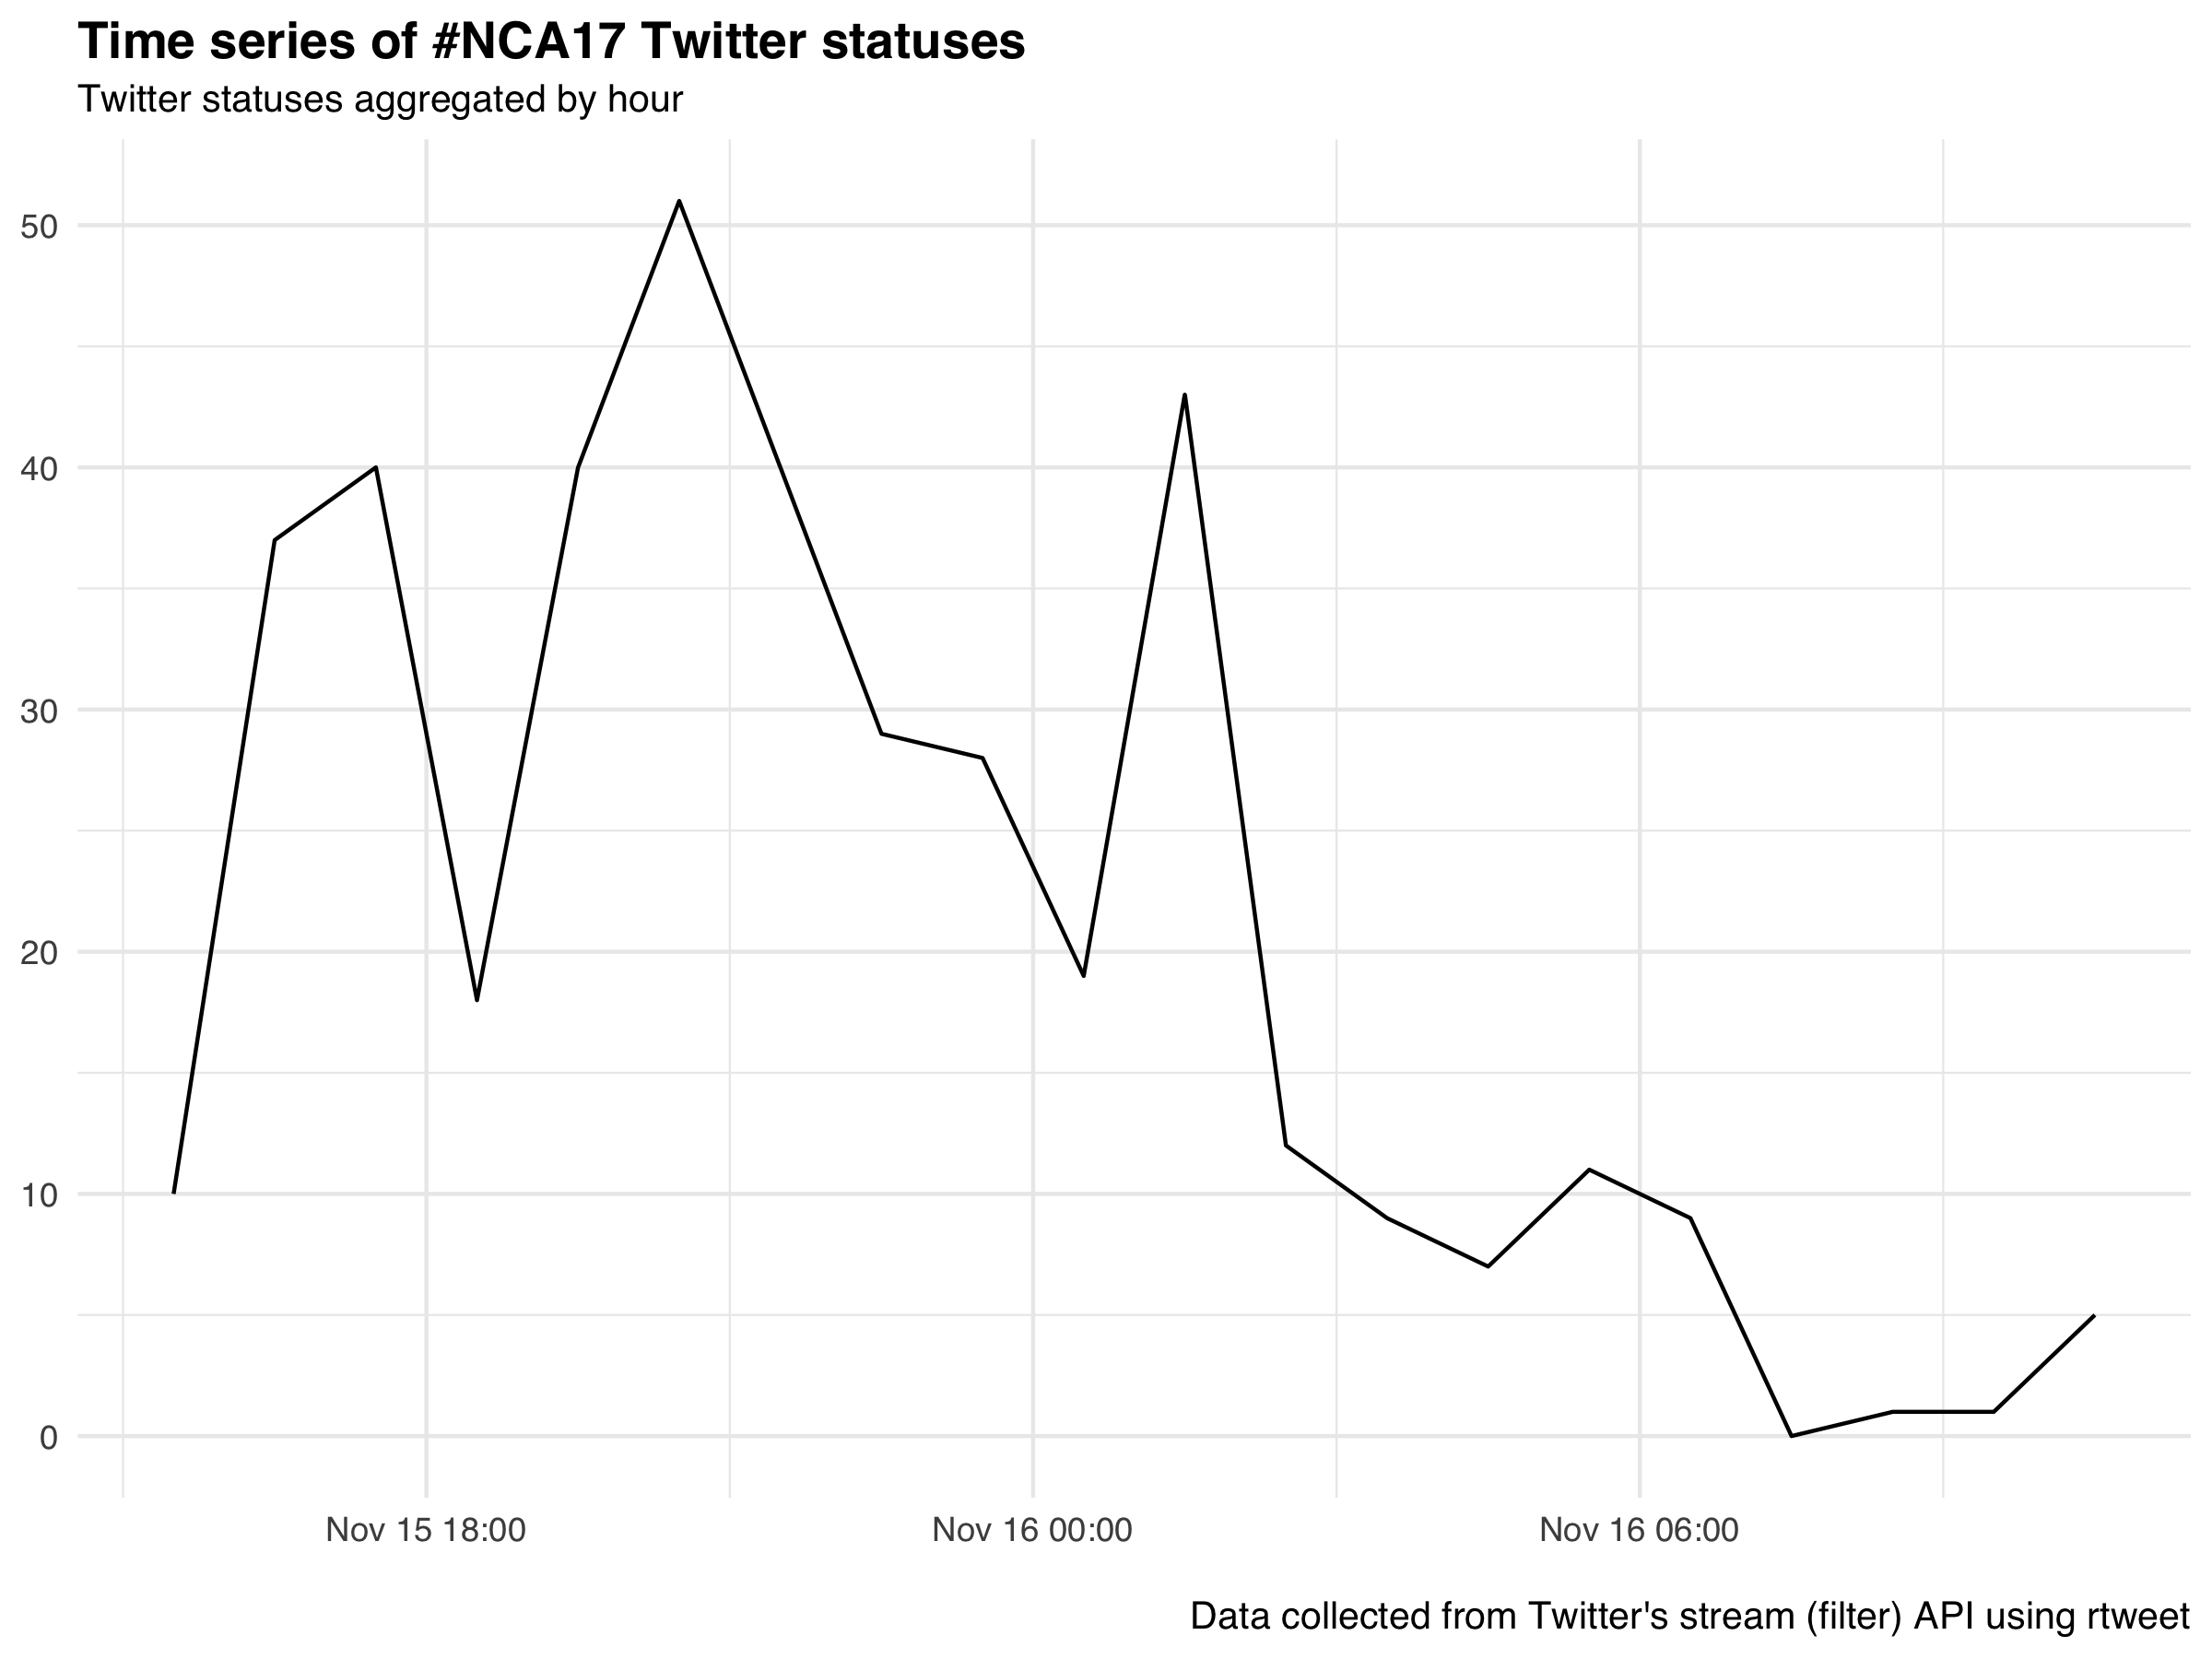 Time series of #NCA17 Twitter statuses
Twitter statuses aggregated by hour
50
40
30
20
10
0
Nov 15 18:00
Nov 16 00:00
Nov 16 06:00
Data collected from Twitter's stream (filter) API using rtweet